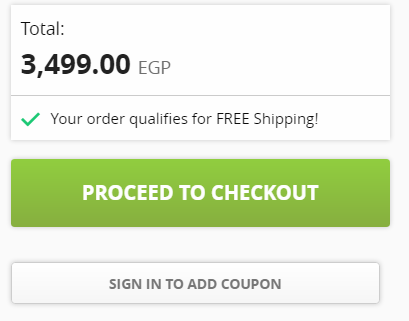 Total:
3,499.00 EGP
Your order qualifies for FREE Shipping!
PROCEED TO CHECKOUT
SIGN IN TO ADD COUPON